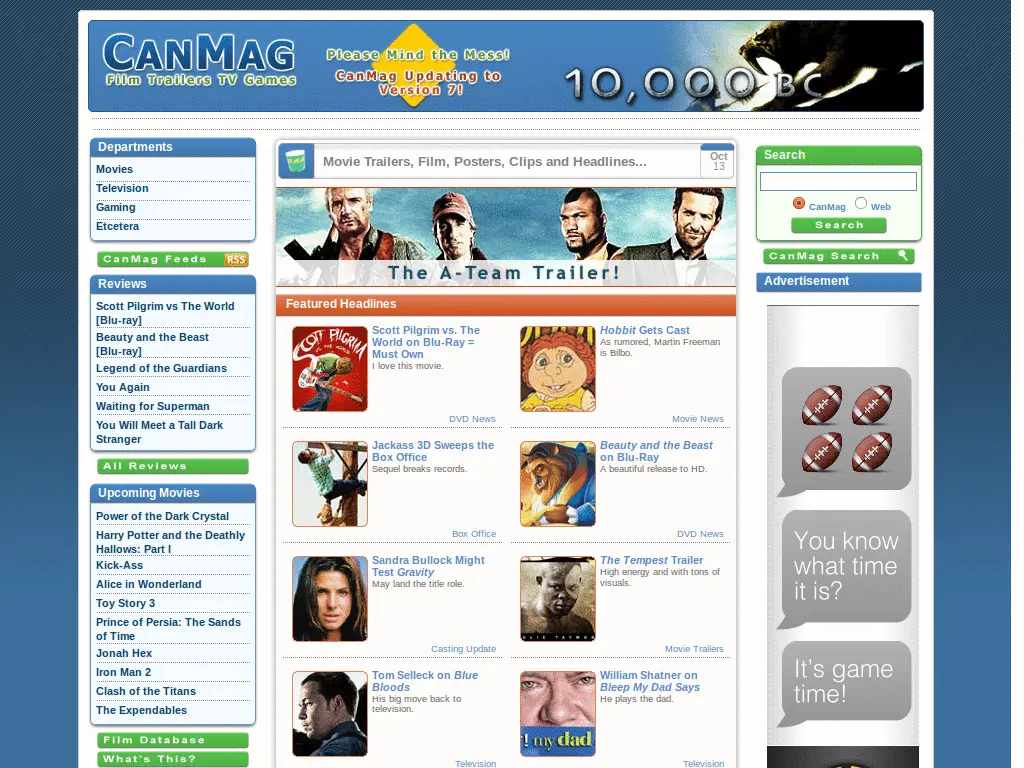 CanMag
Film Trailers TV Games
Please Mind the Mess!
CanMag Updating to
Version 7!
10,000 BC
Departments
Movies
Television
Gaming
Etcetera
CanMag Feeds RSS
Reviews
Scott Pilgrim vs The World
[Blu-ray]
Beauty and the Beast
[Blu-ray]
Legend of the Guardians
You Again
Waiting for Superman
You Will Meet a Tall Dark
Stranger
All Reviews
Upcoming Movies
Power of the Dark Crystal
Harry Potter and the Deathly
Hallows: Part I
Kick-Ass
Alice in Wonderland
Toy Story 3
Prince of Persia: The Sands
of Time
Jonah Hex
Iron Man 2
Clash of the Titans
The Expendables
Film Database
What's This?
Movie Trailers, Film, Posters, Clips and Headlines...
Oct
13
The A-Team Trailer!
Featured Headlines
SCOTT PILGRIM
VS. THE WORLD
Scott Pilgrim vs. The
World on Blu-Ray =
Must Own
I love this movie.
DVD News
Hobbit Gets Cast
As rumored, Martin Freeman
is Bilbo.
Movie News
Jackass 3D Sweeps the
Box Office
Sequel breaks records.
Box Office
Beauty and the Beast
on Blu-Ray
A beautiful release to HD.
DVD News
Sandra Bullock Might
Test Gravity
May land the title role.
Casting Update
The Tempest Trailer
High energy and with tons of
visuals.
Movie Trailers
Tom Selleck on Blue
Bloods
His big move back to
television.
Television
! my dad
William Shatner on
Bleep My Dad Says
He plays the dad.
Television
Search
CanMag Web
Search
CanMag Search
Advertisement
You know
what time
it is?
It's game
time!